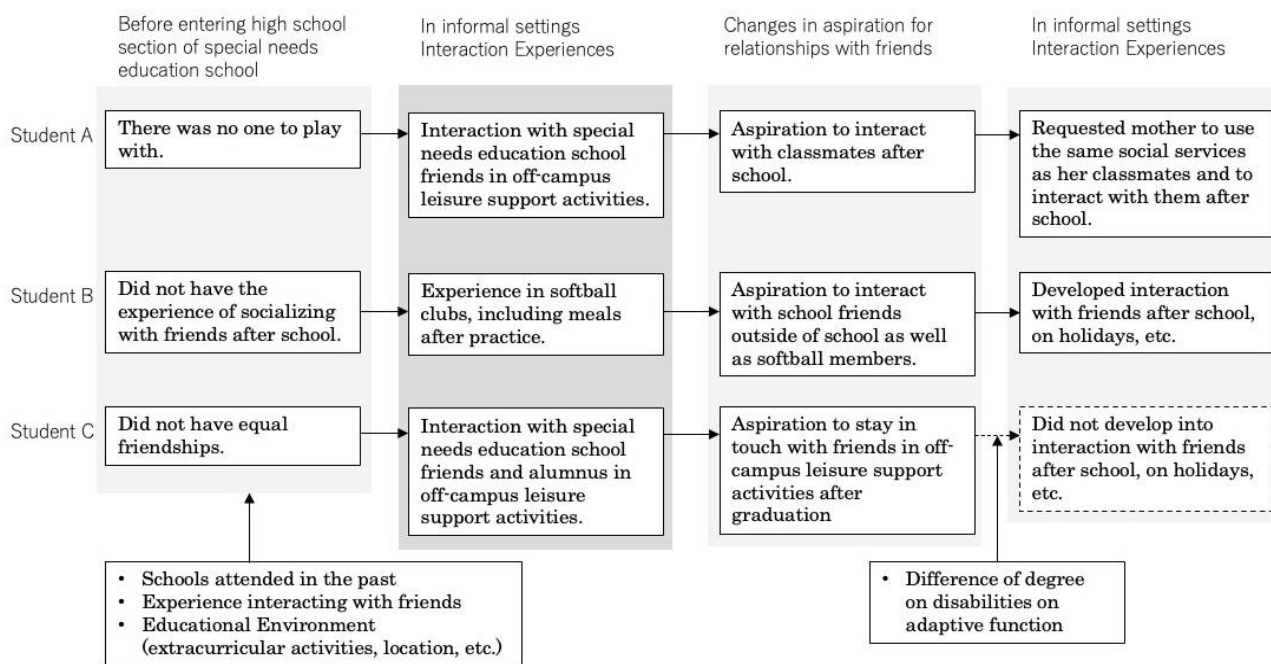 Before entering high school
section of special needs
education school
In informal settings
Interaction Experiences
Changes in aspiration for
relationships with friends
In informal settings
Interaction Experiences
Student A
There was no one to play
with.
Interaction with special
needs education school
friends in off-campus
leisure support activities.
Aspiration to interact
with classmates after
school.
Requested mother to use
the same social services
as her classmates and to
interact with them after
school.
Student B
Did not have the
experience of socializing
with friends after school.
Experience in softball
clubs, including meals
after practice.
Aspiration to interact
with school friends
outside of school as well
as softball members.
Developed interaction
with friends after school,
on holidays, etc.
Student C
Did not have equal
friendships.
Interaction with special
needs education school
friends and alumnus in
off-campus leisure
support activities.
Aspiration to stay in
touch with friends in off-
campus leisure support
activities after
graduation
Did not develop into
interaction with friends
after school, on holidays,
etc.
• Schools attended in the past
• Experience interacting with friends
• Educational Environment
(extracurricular activities, location, etc.)
• Difference of degree
on disabilities on
adaptive function